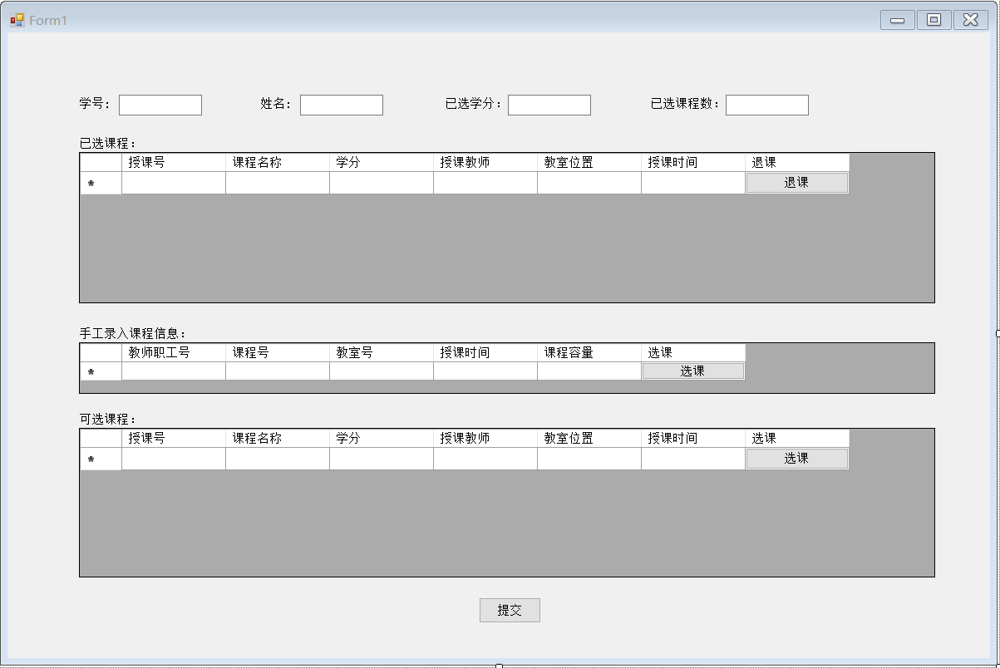 Form1
学号： 姓名： 已选学分： 已选课程数：
已选课程：
授课号 课程名称 学分 授课教师 教室位置 授课时间 退课
* 退课
手工录入课程信息：
教师职工号 课程号 教室号 授课时间 课程容量 选课
* 选课
可选课程：
授课号 课程名称 学分 授课教师 教室位置 授课时间 选课
* 选课
提交